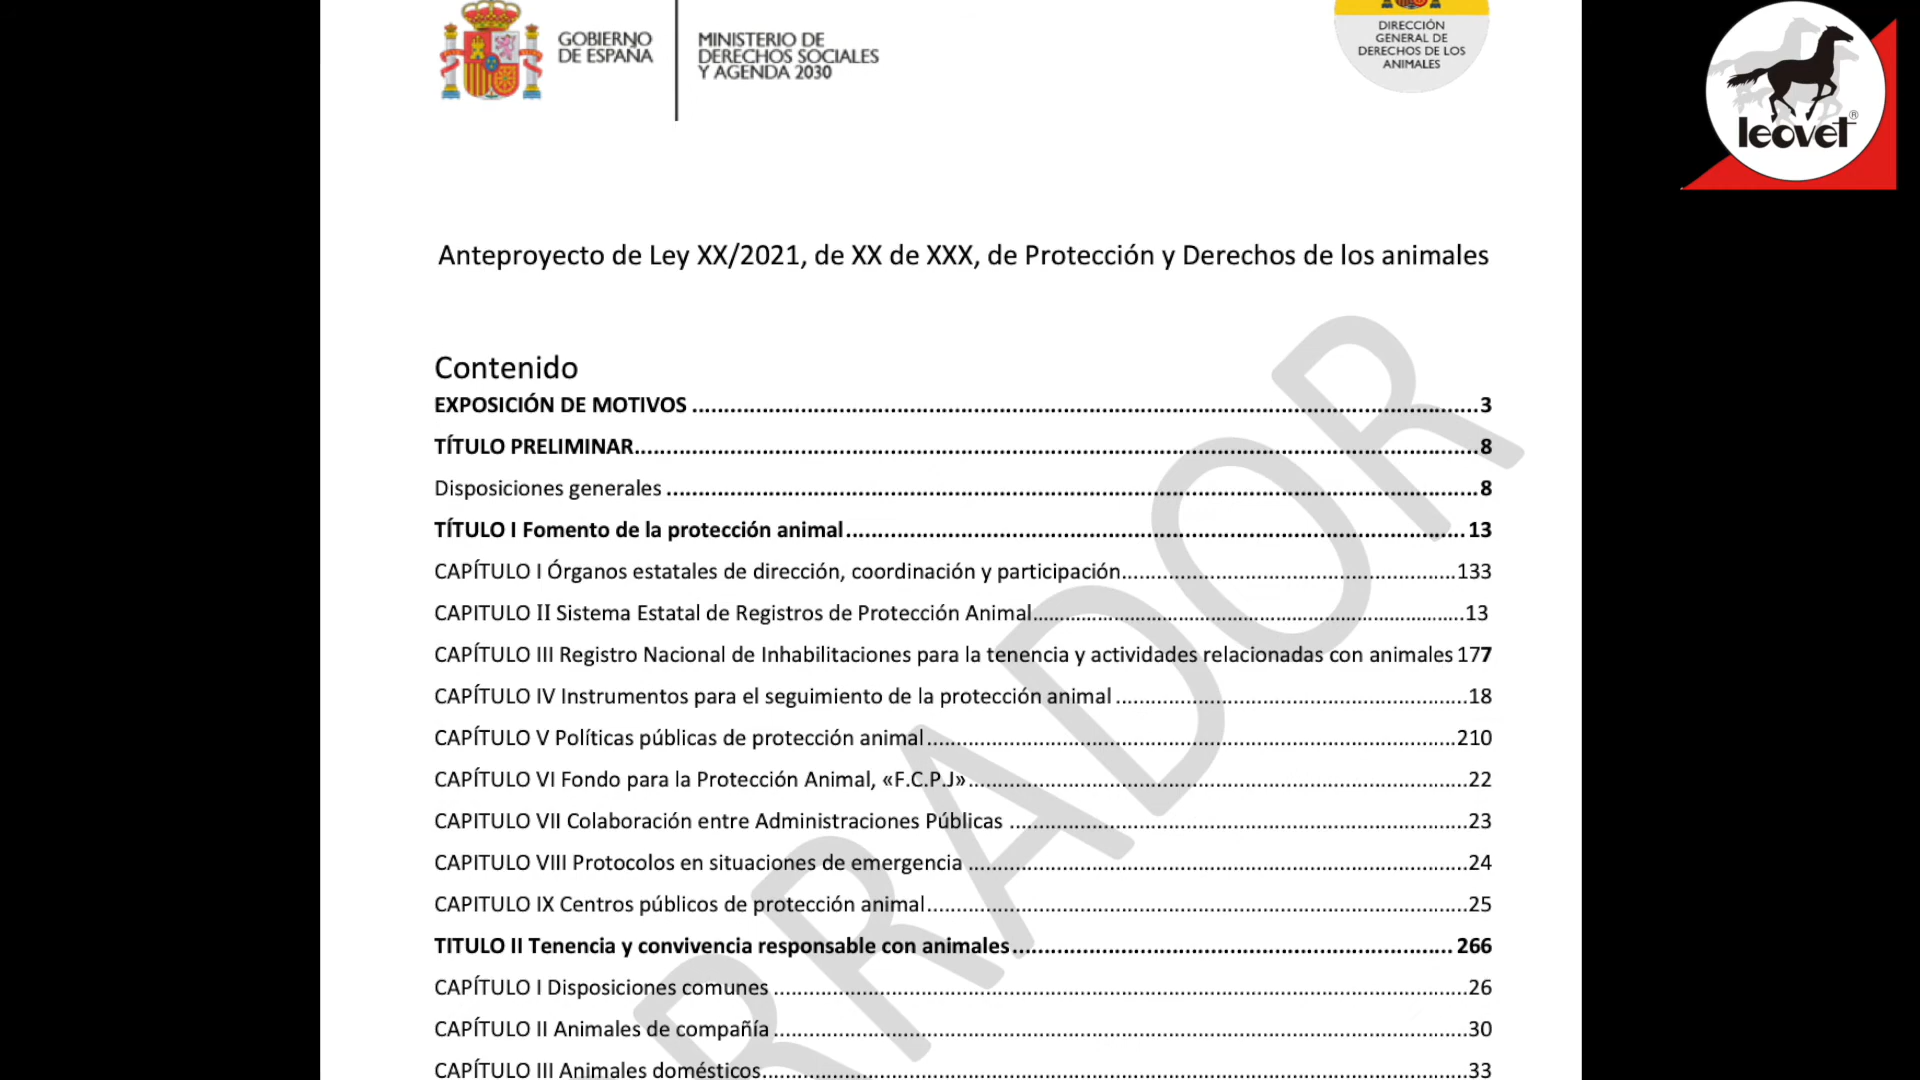 GOBIERNO
DE ESPAÑA
MINISTERIO DE
DERECHOS SOCIALES
Y AGENDA 2030
DIRECCIÓN
GENERAL DE
DERECHOS DE LOS
ANIMALES
leovet®
Anteproyecto de Ley XX/2021, de XX de XXX, de Protección y Derechos de los animales
Contenido
EXPOSICIÓN DE MOTIVOS ........ 3
TÍTULO PRELIMINAR........ 8
Disposiciones generales ........ 8
TÍTULO I Fomento de la protección animal........ 13
CAPÍTULO I Órganos estatales de dirección, coordinación y participación........133
CAPITULO II Sistema Estatal de Registros de Protección Animal........13
CAPÍTULO III Registro Nacional de Inhabilitaciones para la tenencia y actividades relacionadas con animales 177
CAPÍTULO IV Instrumentos para el seguimiento de la protección animal ........18
CAPÍTULO V Políticas públicas de protección animal........210
CAPÍTULO VI Fondo para la Protección Animal, «F.C.P.J»........22
CAPITULO VII Colaboración entre Administraciones Públicas ........23
CAPITULO VIII Protocolos en situaciones de emergencia ........24
CAPITULO IX Centros públicos de protección animal........25
TITULO II Tenencia y convivencia responsable con animales........ 266
CAPÍTULO I Disposiciones comunes ........26
CAPÍTULO II Animales de compañía ........30
CAPÍTULO III Animales domésticos........33
RRADOR